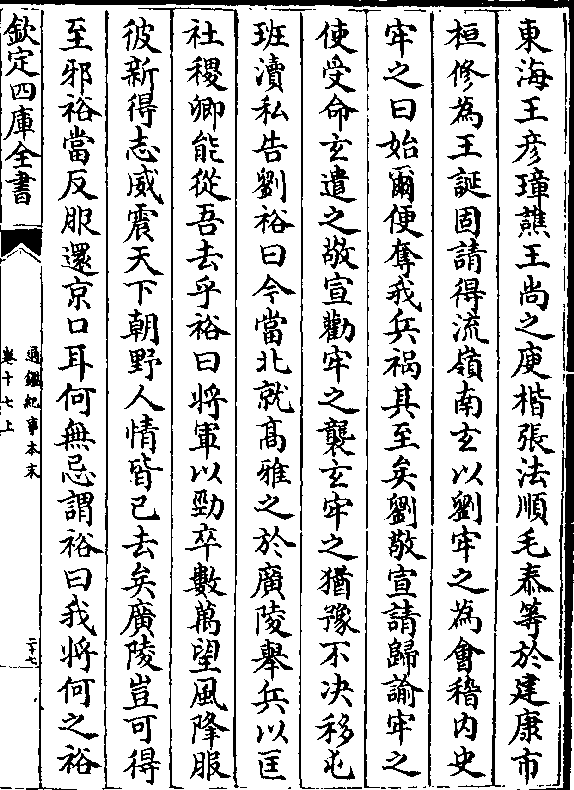 東海王彦璋譙王尚之庾楷張法順毛泰等於建康市
桓修為王誕固請得流嶺南𤣥以劉牢之為會稽内史
牢之曰始爾便奪我兵禍其至矣劉敬宣請歸諭牢之
使受命𤣥遣之敬宣勸牢之襲𤣥牢之猶豫不决移屯
班瀆私告劉裕曰今當北就髙雅之於廣陵舉兵以匡
社稷卿能從吾去乎裕曰将軍以勁卒數萬望風降服
彼新得志威震天下朝野人情皆已去矣廣陵豈可得
至邪裕當反服還京口耳何無忌謂裕曰我将何之裕
欽定四庫全書
通鑑紀事本末
卷十七上
二十七